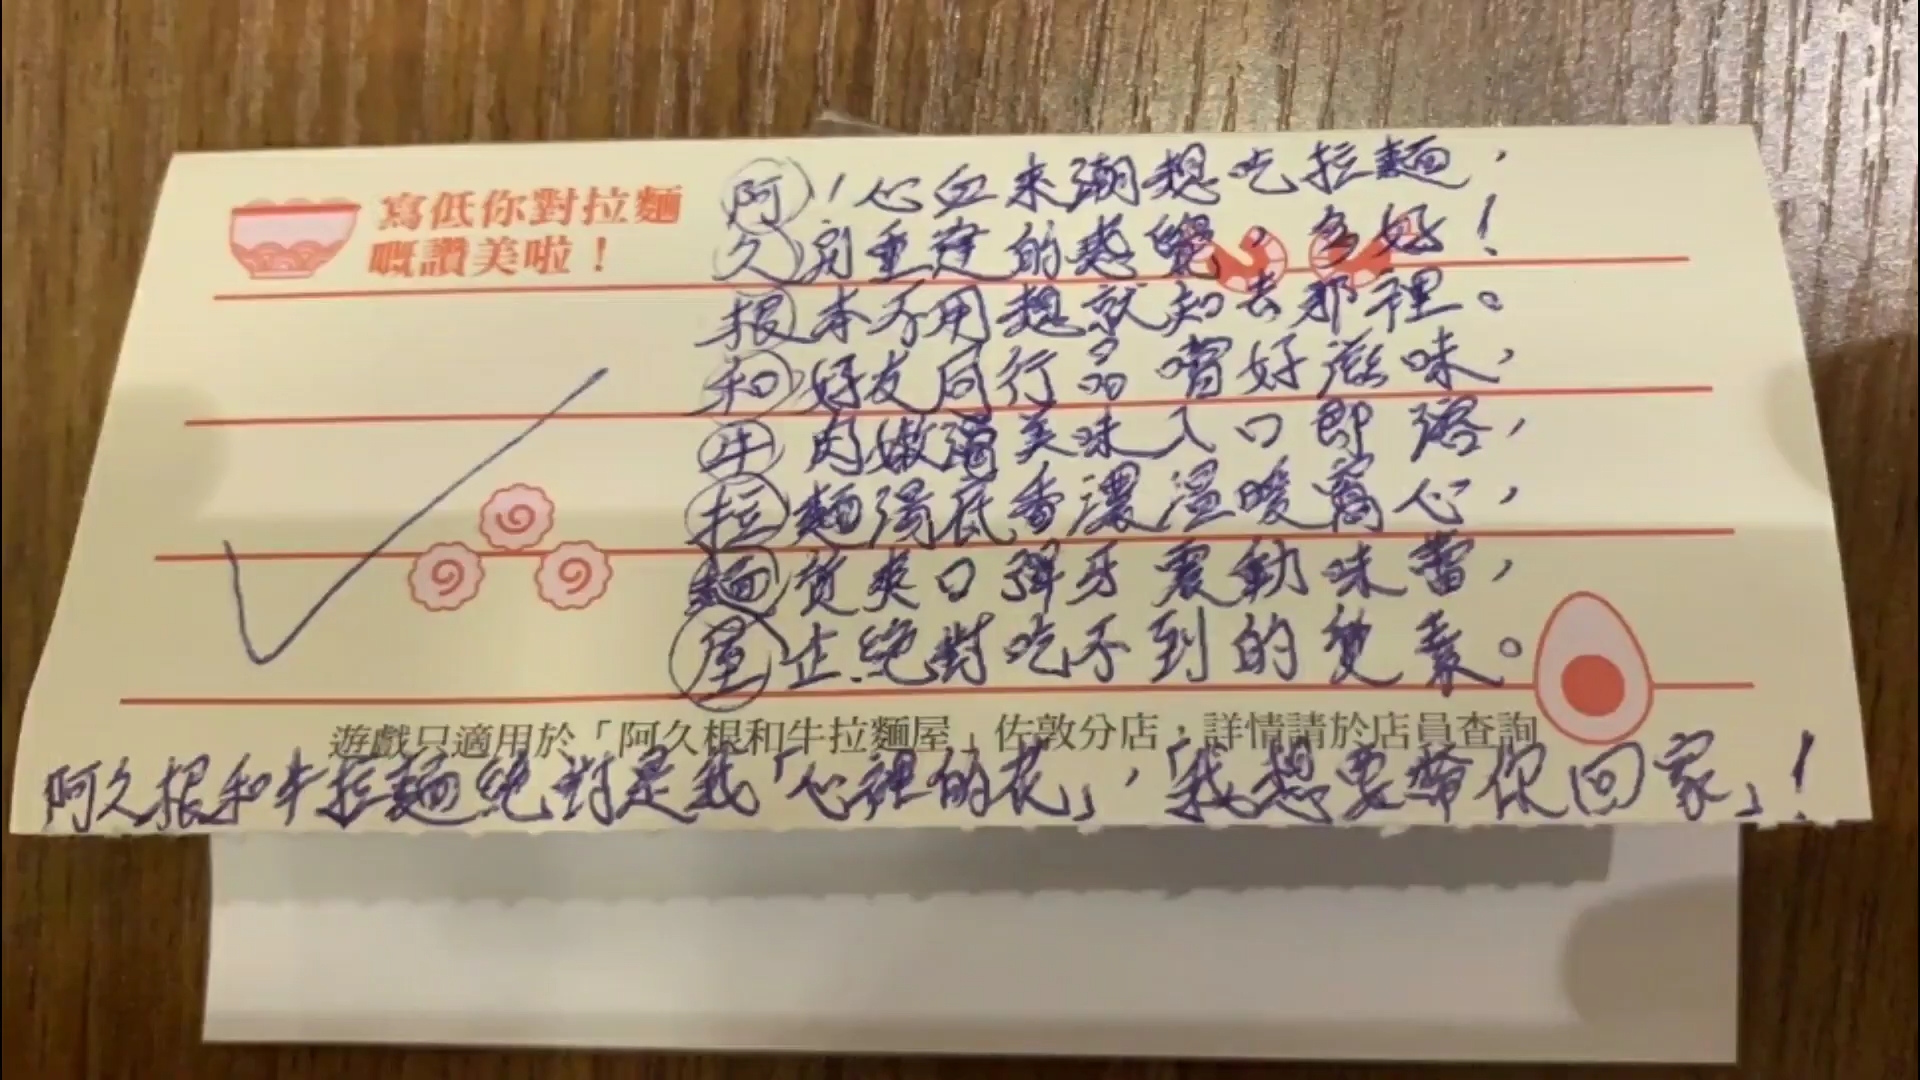 寫低你對拉麵
嘅讚美啦！
阿！心血來潮想吃拉麵，
久別重逢的感覺，多好！
根本不用想就知去那裡。
和好友同行品嚐好滋味，
牛肉嫩滑美味入口即溶，
拉麵湯底香濃溫暖窩心，
麵質爽口彈牙震動味蕾，
屋企絕對吃不到的元素。
遊戲只適用於「阿久根和牛拉麵屋」佐敦分店，詳情請於店員查詢
阿久根和牛拉麵絕對是我「心裡的花」，「我想要帶你回家」！